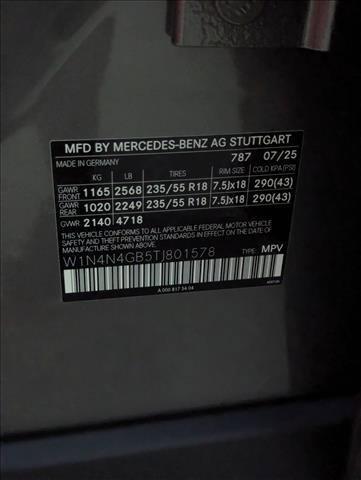 MFD BY MERCEDES-BENZ AG STUTTGART
MADE IN GERMANY 787 07/25
KG LB TIRES RIM SIZE COLD KPA (PSI)
GAWR FRONT 1165 2568 235/55 R18 7.5Jx18 290(43)
GAWR REAR 1020 2249 235/55 R18 7.5Jx18 290(43)
GVWR 2140 4718
THIS VEHICLE CONFORMS TO ALL APPLICABLE FEDERAL MOTOR VEHICLE
SAFETY, BUMPER, AND THEFT PREVENTION STANDARDS IN EFFECT ON THE DATE OF
MANUFACTURE SHOWN ABOVE.
W1N4N4GB5TJ801578 TYPE: MPV
A 000 817 34 04